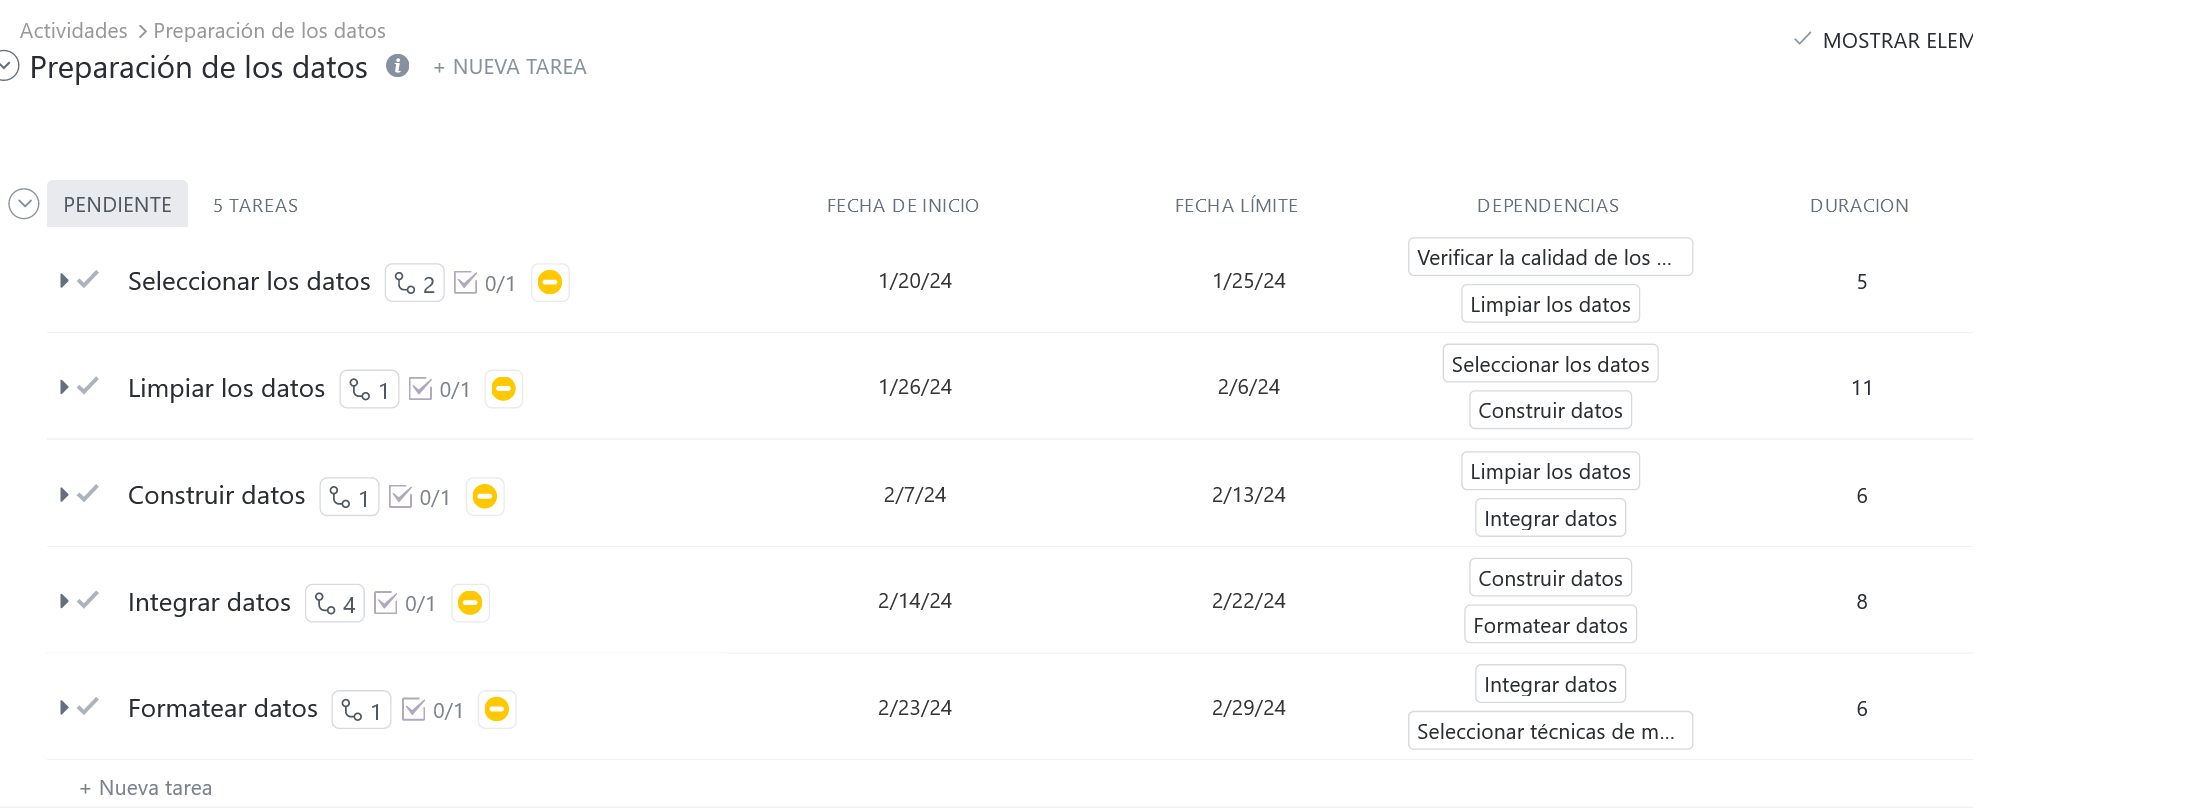 Actividades > Preparación de los datos
MOSTRAR ELEM
Preparación de los datos i + NUEVA TAREA
PENDIENTE 5 TAREAS FECHA DE INICIO FECHA LÍMITE DEPENDENCIAS DURACION
Seleccionar los datos 2 0/1 1/20/24 1/25/24 Verificar la calidad de los ... 5
Limpiar los datos
Limpiar los datos 1 0/1 1/26/24 2/6/24 Seleccionar los datos 11
Construir datos
Construir datos 1 0/1 2/7/24 2/13/24 Limpiar los datos 6
Integrar datos
Integrar datos 4 0/1 2/14/24 2/22/24 Construir datos 8
Formatear datos
Formatear datos 1 0/1 2/23/24 2/29/24 Integrar datos 6
Seleccionar técnicas de m...
+ Nueva tarea